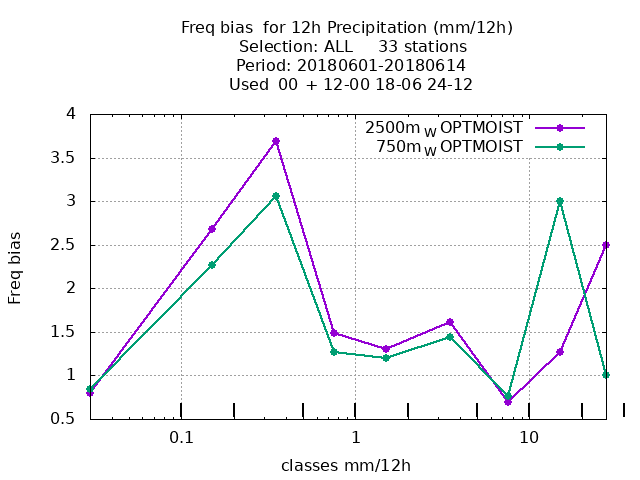 Freq bias  for 12h Precipitation (mm/12h)
Selection: ALL     33 stations
Period: 20180601-20180614
Used  00  + 12-00 18-06 24-12
2500m W OPTMOIST
750m W OPTMOIST
4
3.5
3
2.5
2
1.5
1
0.5
Freq bias
0.1 1 10
classes mm/12h